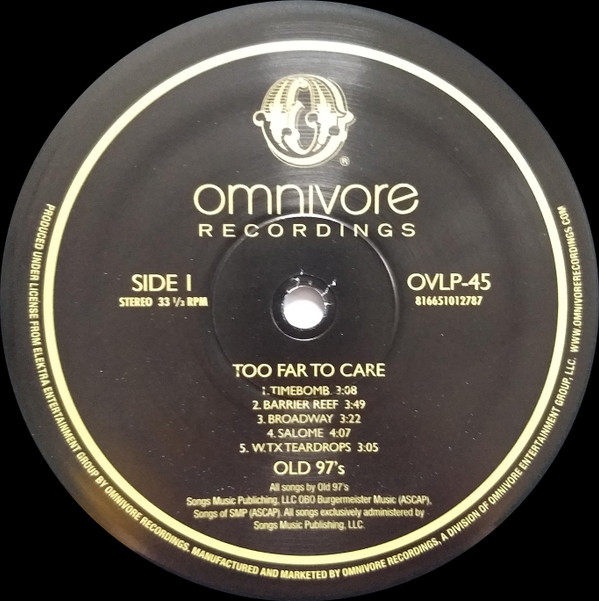 omnivore
RECORDINGS
®
SIDE 1
STEREO 33 1/3 RPM
OVLP-45
816651012787
TOO FAR TO CARE
1. TIMEBOMB 3:08
2. BARRIER REEF 3:49
3. BROADWAY 3:22
4. SALOME 4:07
5. W.TX TEARDROPS 3:05
OLD 97's
All songs by Old 97's
Songs Music Publiching, LLC OBO Burgermeister Music (ASCAP),
Songs of SMP (ASCAP). All songs exclusively administered by
Songs Music Publishing, LLC.
PRODUCED UNDER LICENSE FROM ELEKTRA ENTERTAINMENT GROUP BY OMNIVORE RECORDINGS. MANUFACTURED AND MARKETED BY OMNIVORE RECORDINGS, A DIVISION OF OMNIVORE ENTERTAINMENT GROUP, LLC. WWW.OMNIVORERECORDINGS.COM